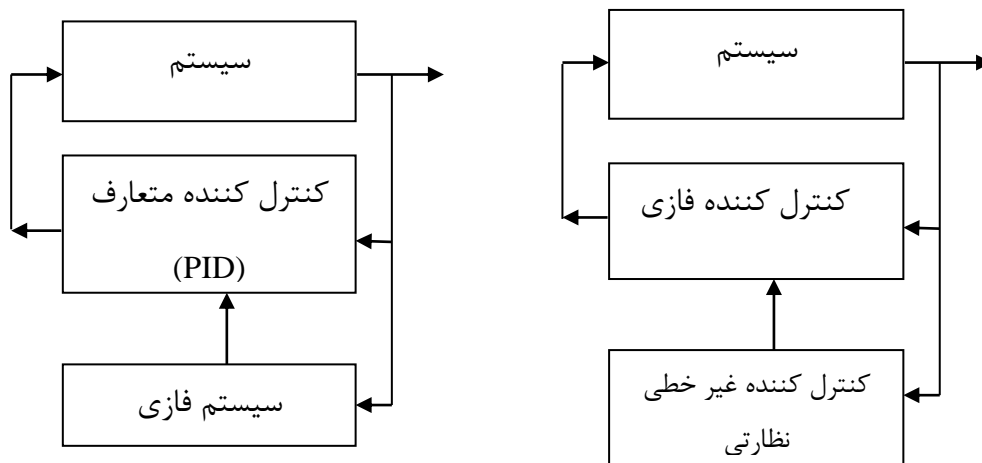 سیستم
کنترل کننده متعارف
(PID)
سیستم فازی
سیستم
کنترل کننده فازی
کنترل کننده غیر خطی
نظارتی